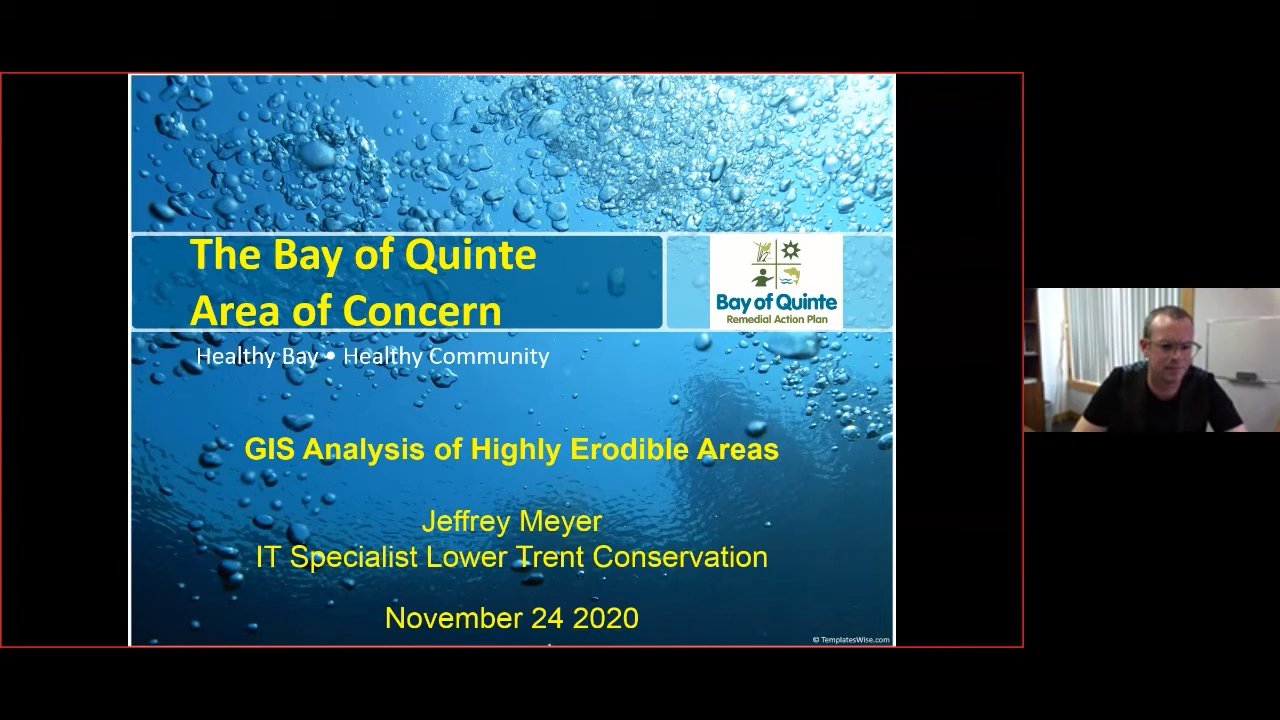 The Bay of Quinte
Area of Concern
Bay of Quinte
Remedial Action Plan
Healthy Bay • Healthy Community
GIS Analysis of Highly Erodible Areas
Jeffrey Meyer
IT Specialist Lower Trent Conservation
November 24 2020
© TemplatesWise.com